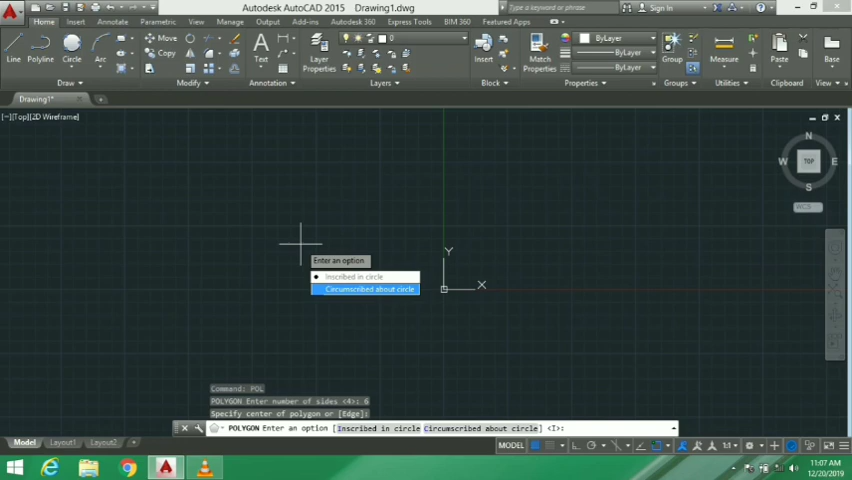 Autodesk AutoCAD 2015 Drawing1.dwg
Type a keyword or phrase
Sign In
Home Insert Annotate Parametric View Manage Output Add-ins Autodesk 360 Express Tools BIM 360 Featured Apps
Line Polyline Circle Arc
Move
Copy
Text
Layer Properties
0
Insert
Match Properties
ByLayer
ByLayer
ByLayer
Group
Measure
Paste
Base
Draw Modify Annotation Layers Block Properties Groups Utilities Clipboard View
Drawing1*
[−][Top][2D Wireframe]
N
W TOP E
S
WCS
Y
X
Enter an option
Inscribed in circle
Circumscribed about circle
Command: POL
POLYGON Enter number of sides <4>: 6
Specify center of polygon or [Edge]:
POLYGON Enter an option [Inscribed in circle Circumscribed about circle] <I>:
Model Layout1 Layout2 +
MODEL
1:1
11:07 AM
12/20/2019